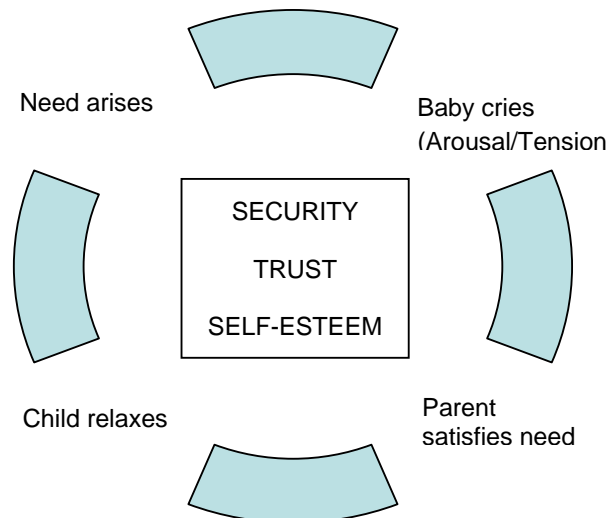 Need arises
Baby cries
(Arousal/Tension
SECURITY
TRUST
SELF-ESTEEM
Child relaxes
Parent
satisfies need